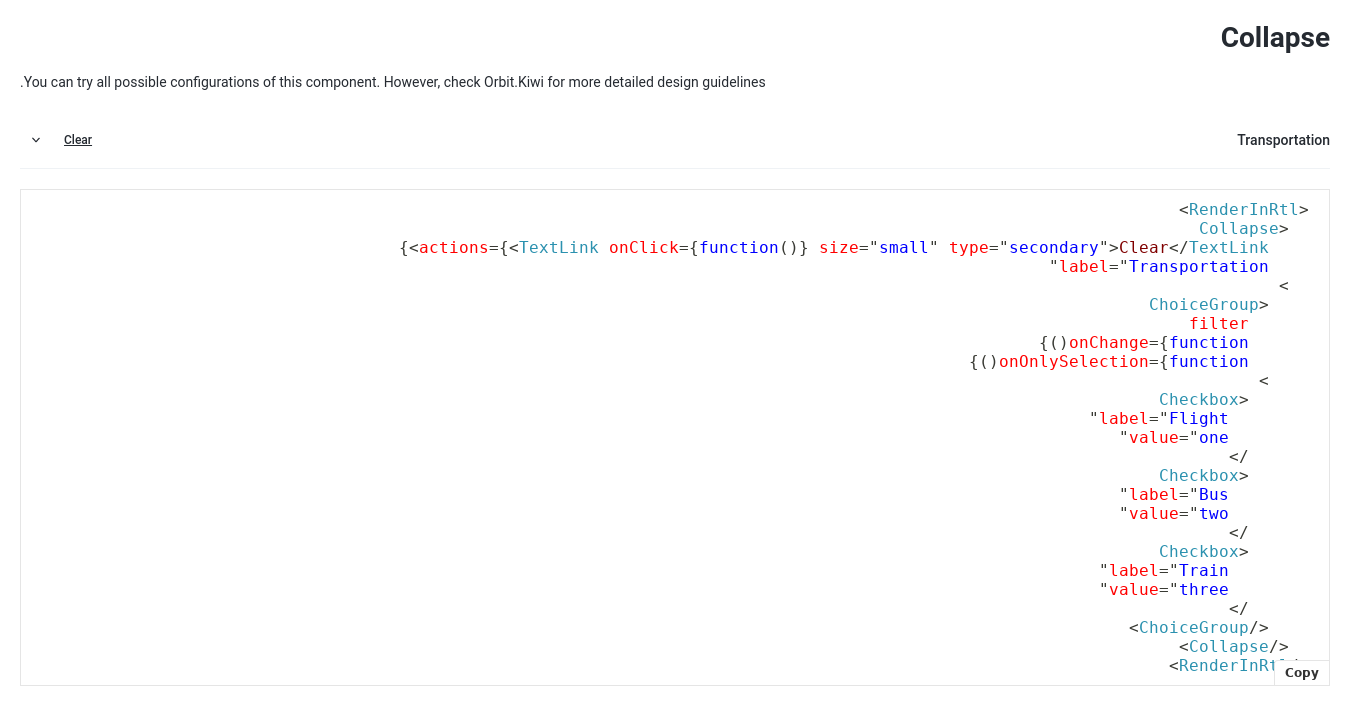 Collapse
.You can try all possible configurations of this component. However, check Orbit.Kiwi for more detailed design guidelines
Transportation
Clear
<RenderInRtl>
Collapse>
{<actions={<TextLink onClick={function()} size="small" type="secondary">Clear</TextLink
"label="Transportation
<
ChoiceGroup>
filter
{()onChange={function
{()onOnlySelection={function
<
Checkbox>
"label="Flight
"value="one
</
Checkbox>
"label="Bus
"value="two
</
Checkbox>
"label="Train
"value="three
</
<ChoiceGroup/>
<Collapse/>
<RenderInRtl/>
Copy